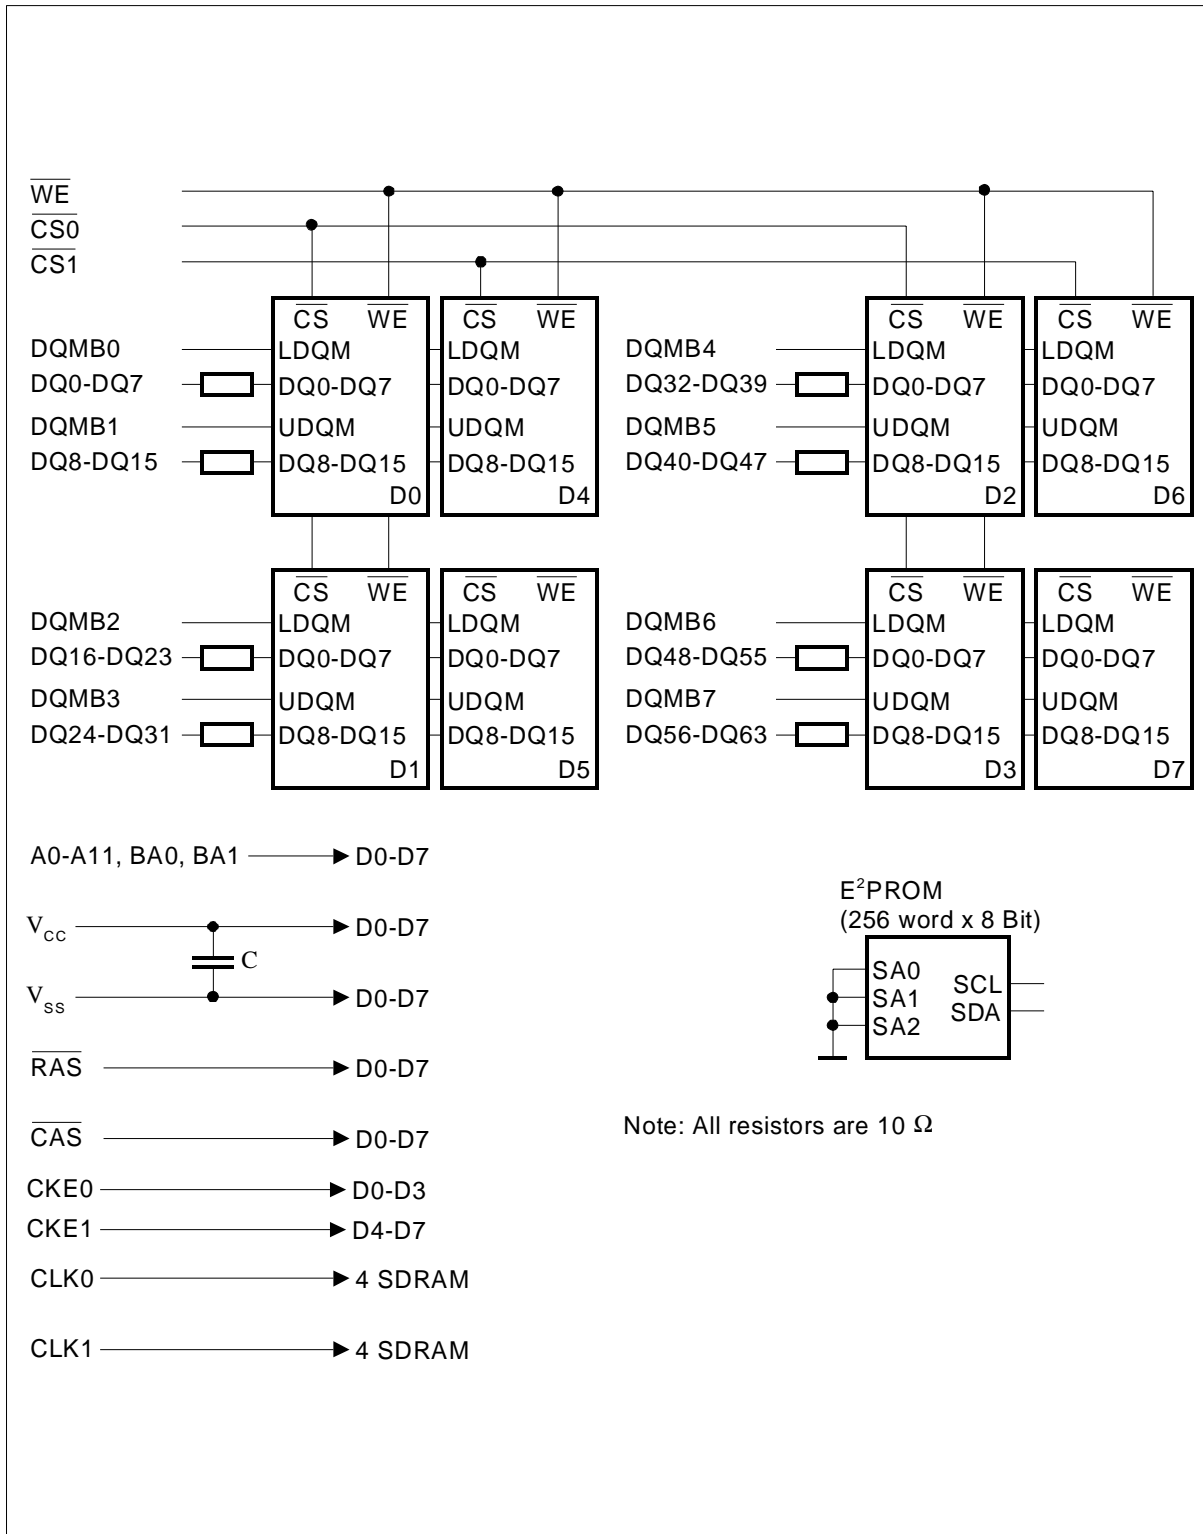 WE
CS0
CS1
CS WE CS WE CS WE CS WE
DQMB0 LDQM LDQM DQMB4 LDQM LDQM
DQ0-DQ7 DQ0-DQ7 DQ0-DQ7 DQ32-DQ39 DQ0-DQ7 DQ0-DQ7
DQMB1 UDQM UDQM DQMB5 UDQM UDQM
DQ8-DQ15 DQ8-DQ15 DQ8-DQ15 DQ40-DQ47 DQ8-DQ15 DQ8-DQ15
D0 D4 D2 D6
CS WE CS WE CS WE CS WE
DQMB2 LDQM LDQM DQMB6 LDQM LDQM
DQ16-DQ23 DQ0-DQ7 DQ0-DQ7 DQ48-DQ55 DQ0-DQ7 DQ0-DQ7
DQMB3 UDQM UDQM DQMB7 UDQM UDQM
DQ24-DQ31 DQ8-DQ15 DQ8-DQ15 DQ56-DQ63 DQ8-DQ15 DQ8-DQ15
D1 D5 D3 D7
A0-A11, BA0, BA1 D0-D7
VCC D0-D7
C
VSS D0-D7
RAS D0-D7
CAS D0-D7
CKE0 D0-D3
CKE1 D4-D7
CLK0 4 SDRAM
CLK1 4 SDRAM
E²PROM
(256 word x 8 Bit)
SA0
SA1
SA2
SCL
SDA
Note: All resistors are 10 Ω